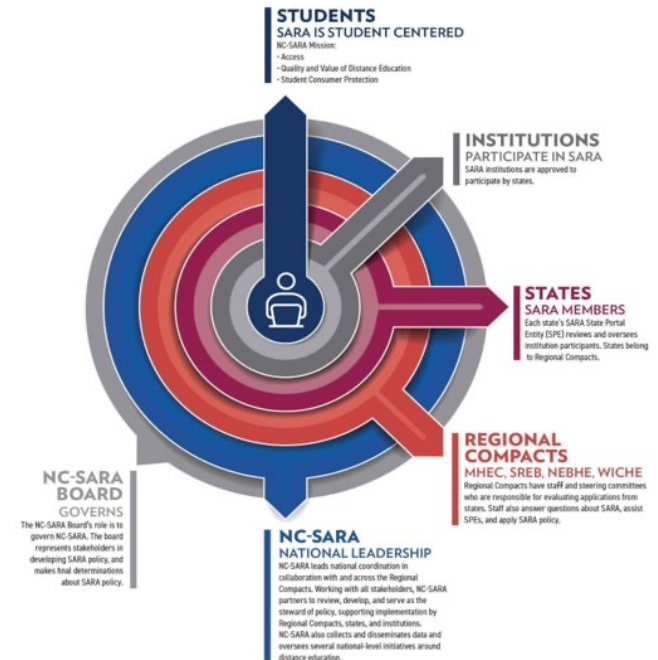 STUDENTS
SARA IS STUDENT CENTERED
NC-SARA Mission:
• Access
• Quality and Value of Distance Education
• Student Consumer Protection
INSTITUTIONS
PARTICIPATE IN SARA
SARA institutions are approved to
participate by states.
STATES
SARA MEMBERS
Each state's SARA State Portal
Entity (SPE) reviews and oversees
institution participants. States belong
to Regional Compacts.
REGIONAL
COMPACTS
MHEC, SREB, NEBHE, WICHE
Regional Compacts have staff and steering committees
who are responsible for evaluating applications from
states. Staff also answer questions about SARA, assist
SPEs, and apply SARA policy.
NC-SARA
BOARD
GOVERNS
The NC-SARA Board's role is to
govern NC-SARA. The board
represents stakeholders in
developing SARA policy, and
makes final determinations
about SARA policy.
NC-SARA
NATIONAL LEADERSHIP
NC-SARA leads national coordination in
collaboration with and across the Regional
Compacts. Working with all stakeholders, NC-SARA
partners to review, develop, and serve as the
steward of policy, supporting implementation by
Regional Compacts, states, and institutions.
NC-SARA also collects and disseminates data and
oversees several national-level initiatives around
distance education.